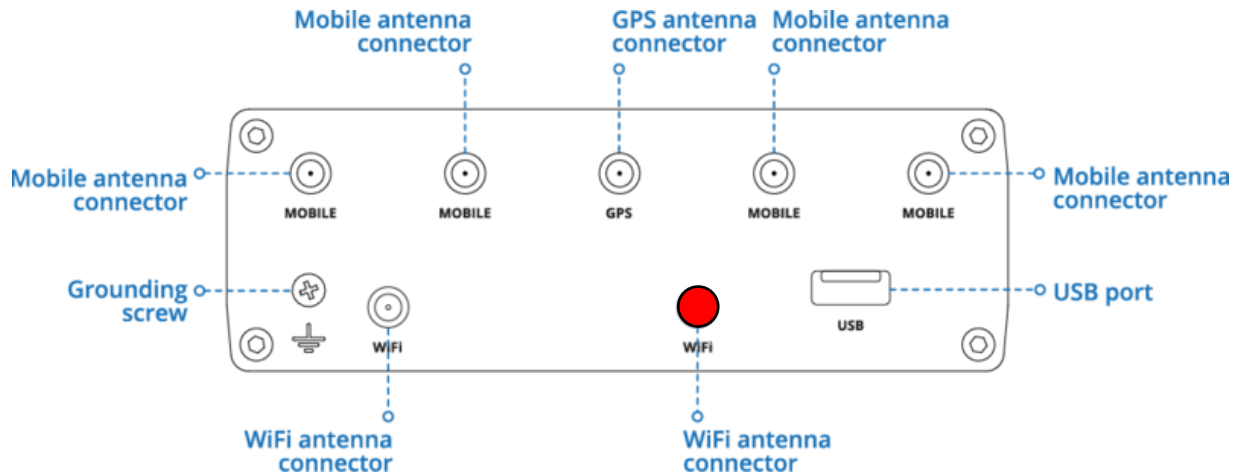 Mobile antenna
connector
GPS antenna
connector
Mobile antenna
connector
Mobile antenna
connector
MOBILE
MOBILE
GPS
MOBILE
MOBILE
Mobile antenna
connector
Grounding
screw
WiFi
WiFi
USB
USB port
WiFi antenna
connector
WiFi antenna
connector